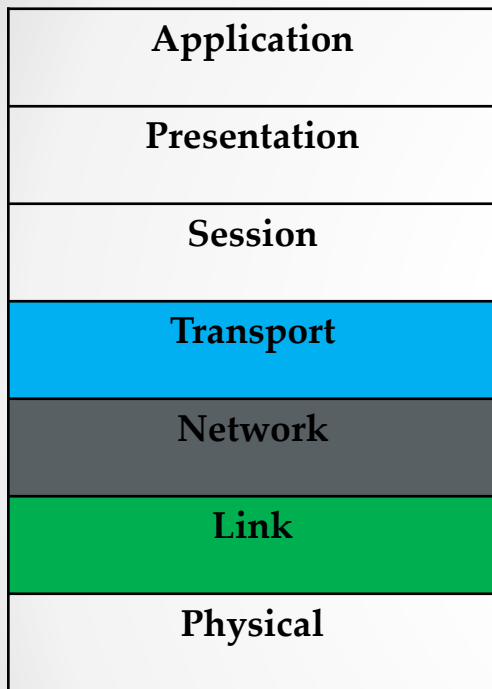 Application
Presentation
Session
Transport
Network
Link
Physical